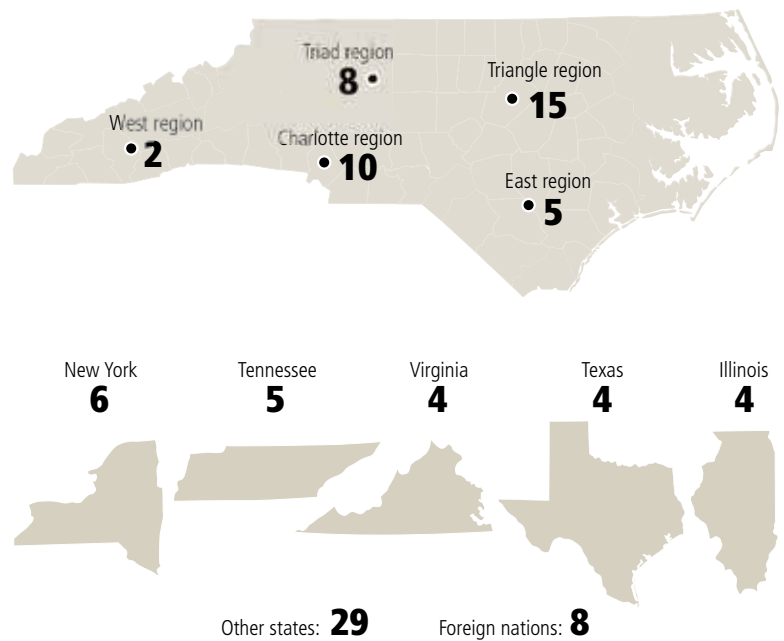 Triad region
8
Triangle region
15
West region
2
Charlotte region
10
East region
5
New York
6
Tennessee
5
Virginia
4
Texas
4
Illinois
4
Other states: 29
Foreign nations: 8